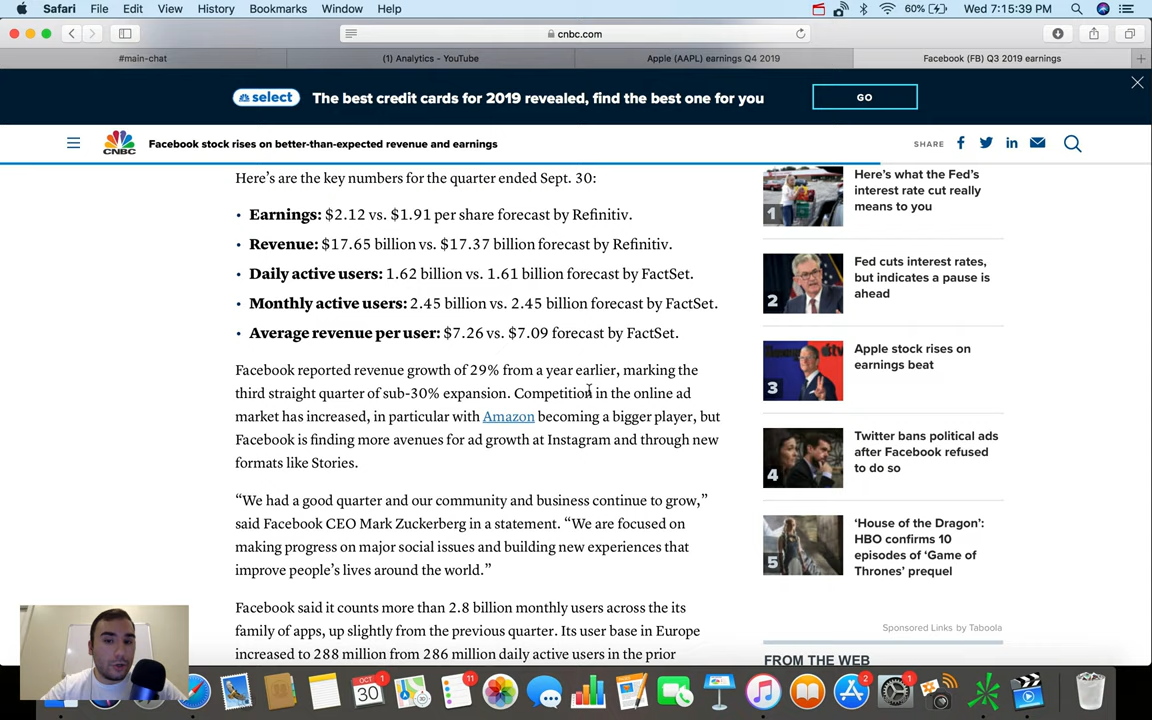 Safari File Edit View History Bookmarks Window Help 60% Wed 7:15:39 PM
cnbc.com
#main-chat (1) Analytics - YouTube Apple (AAPL) earnings Q4 2019 Facebook (FB) Q3 2019 earnings
select The best credit cards for 2019 revealed, find the best one for you GO
CNBC Facebook stock rises on better-than-expected revenue and earnings SHARE
Here's are the key numbers for the quarter ended Sept. 30:
• Earnings: $2.12 vs. $1.91 per share forecast by Refinitiv.
• Revenue: $17.65 billion vs. $17.37 billion forecast by Refinitiv.
• Daily active users: 1.62 billion vs. 1.61 billion forecast by FactSet.
• Monthly active users: 2.45 billion vs. 2.45 billion forecast by FactSet.
• Average revenue per user: $7.26 vs. $7.09 forecast by FactSet.
Facebook reported revenue growth of 29% from a year earlier, marking the
third straight quarter of sub-30% expansion. Competition in the online ad
market has increased, in particular with Amazon becoming a bigger player, but
Facebook is finding more avenues for ad growth at Instagram and through new
formats like Stories.
“We had a good quarter and our community and business continue to grow,”
said Facebook CEO Mark Zuckerberg in a statement. “We are focused on
making progress on major social issues and building new experiences that
improve people’s lives around the world.”
Facebook said it counts more than 2.8 billion monthly users across the its
family of apps, up slightly from the previous quarter. Its user base in Europe
increased to 288 million from 286 million daily active users in the prior
1
Here’s what the Fed’s
interest rate cut really
means to you
2
Fed cuts interest rates,
but indicates a pause is
ahead
3
Apple stock rises on
earnings beat
4
Twitter bans political ads
after Facebook refused
to do so
5
‘House of the Dragon’:
HBO confirms 10
episodes of ‘Game of
Thrones’ prequel
Sponsored Links by Taboola
FROM THE WEB
OCT 30 1 11 2 1